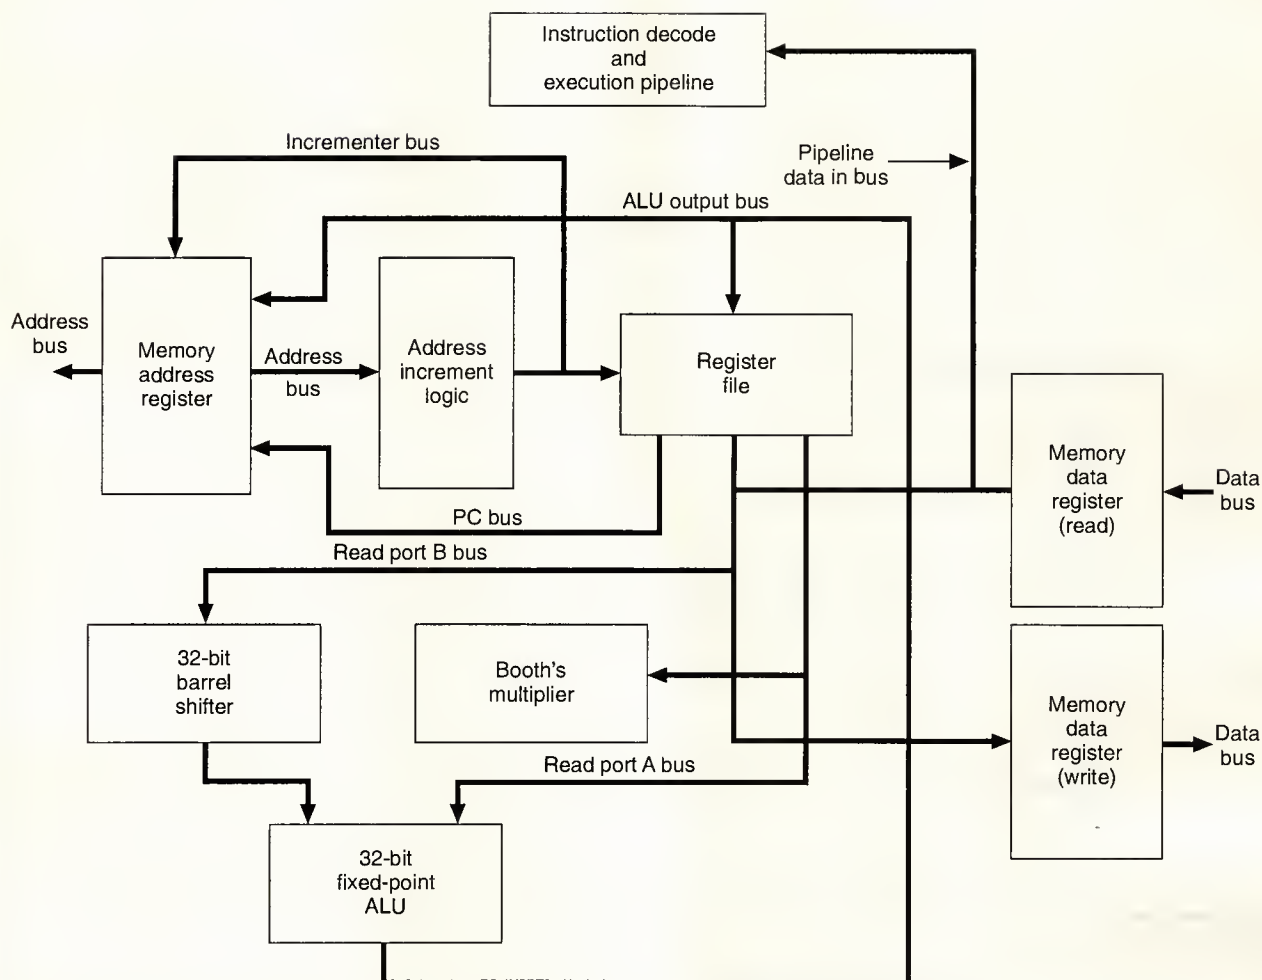 Instruction decode
and
execution pipeline
Incrementer bus
Pipeline
data in bus
ALU output bus
Address
bus
Memory
address
register
Address
bus
Address
increment
logic
Register
file
Memory
data
register
(read)
Data
bus
PC bus
Read port B bus
32-bit
barrel
shifter
Booth's
multiplier
Memory
data
register
(write)
Data
bus
Read port A bus
32-bit
fixed-point
ALU